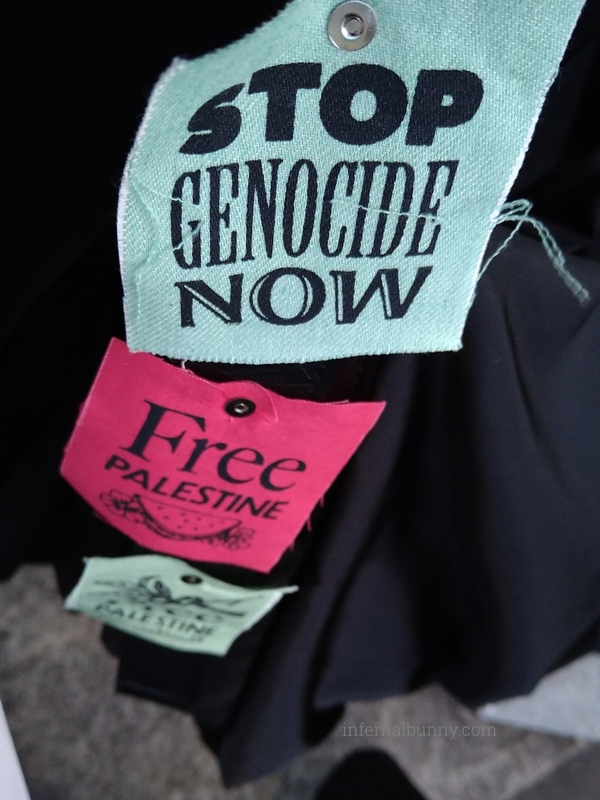 STOP
GENOCIDE
NOW
Free
PALESTINE
PALESTINE
infernalbunny.com